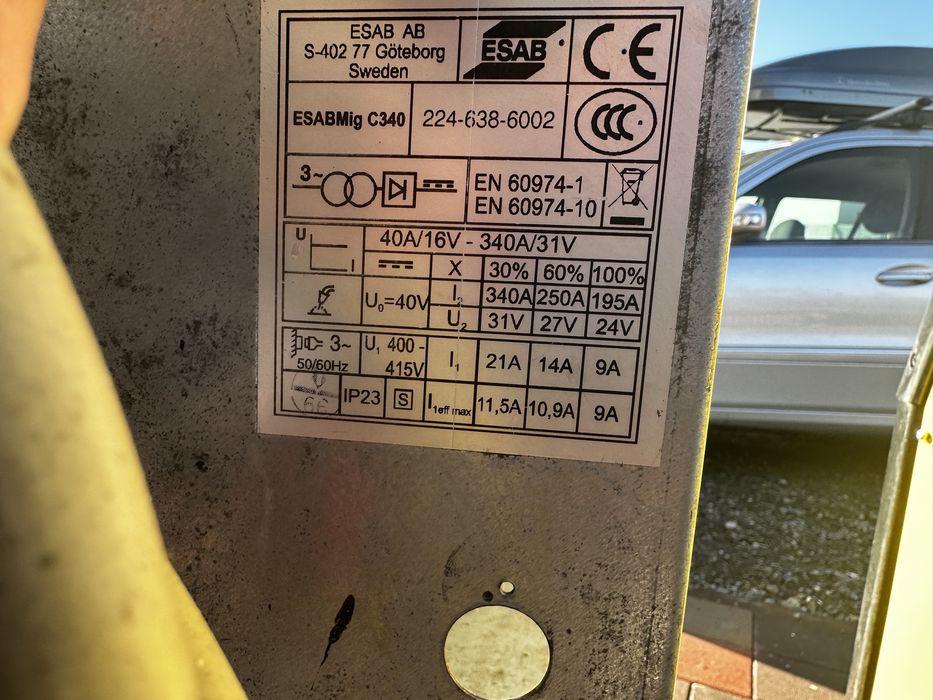 ESAB AB
S-402 77 Göteborg
Sweden
ESAB
CE
ESABMig C340
224-638-6002
CCC
3~
EN 60974-1
EN 60974-10
U
I
40A/16V - 340A/31V
X 30% 60% 100%
U₀=40V
I₂ 340A 250A 195A
U₂ 31V 27V 24V
3~
50/60Hz
U₁ 400 -
415V
I₁ 21A 14A 9A
IP23
S
I₁eff max 11,5A 10,9A 9A